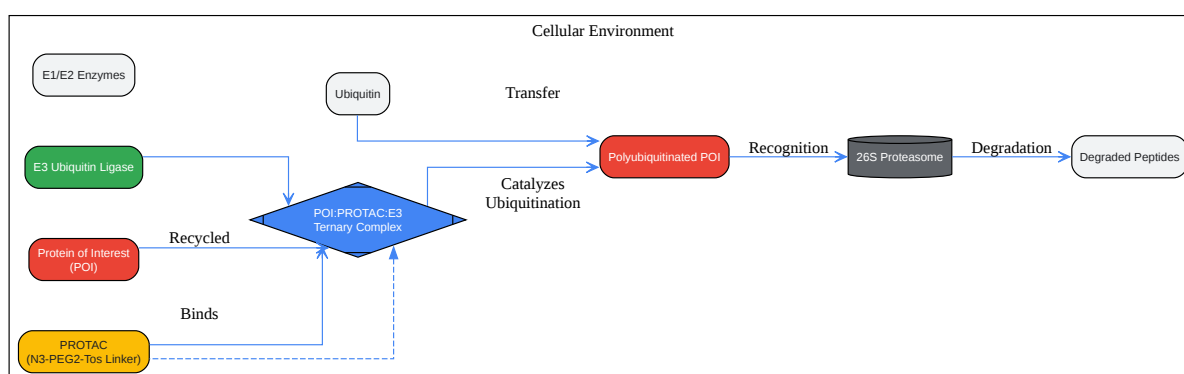 Cellular Environment
E1/E2 Enzymes
Ubiquitin
Transfer
E3 Ubiquitin Ligase
Polyubiquitinated POI
Recognition
26S Proteasome
Degradation
Degraded Peptides
Catalyzes
Ubiquitination
POI:PROTAC:E3
Ternary Complex
Recycled
Protein of Interest
(POI)
Binds
PROTAC
(N3-PEG2-Tos Linker)